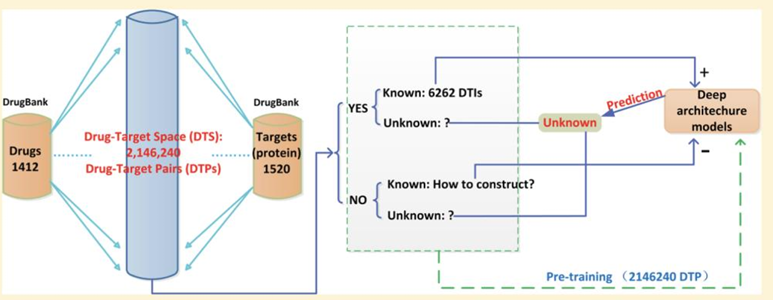 DrugBank
Drugs
1412
Drug-Target Space (DTS):
2,146,240
Drug-Target Pairs (DTPs)
DrugBank
Targets
(protein)
1520
YES
Known: 6262 DTIs
Unknown: ?
NO
Known: How to construct?
Unknown: ?
Unknown
Prediction
+
Deep
architechure
models
-
Pre-training （2146240 DTP）